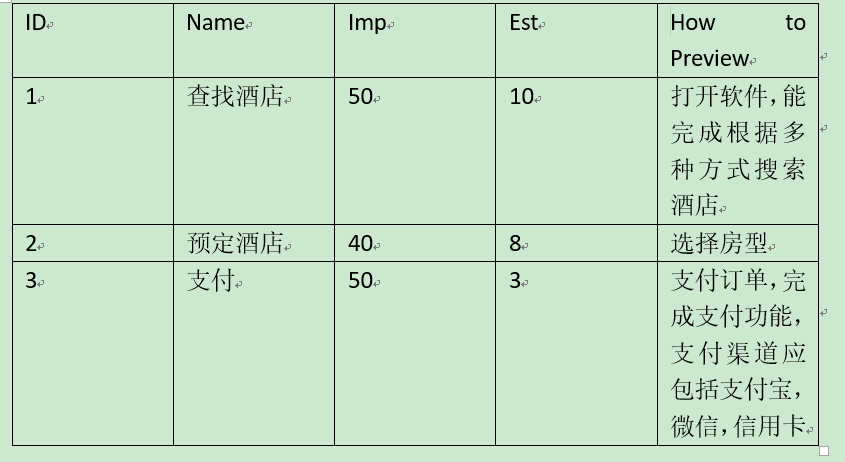 ID Name Imp Est How to
Preview
1 查找酒店 50 10 打开软件，能
完成根据多
种方式搜索
酒店
2 预定酒店 40 8 选择房型
3 支付 50 3 支付订单，完
成支付功能，
支付渠道应
包括支付宝，
微信，信用卡